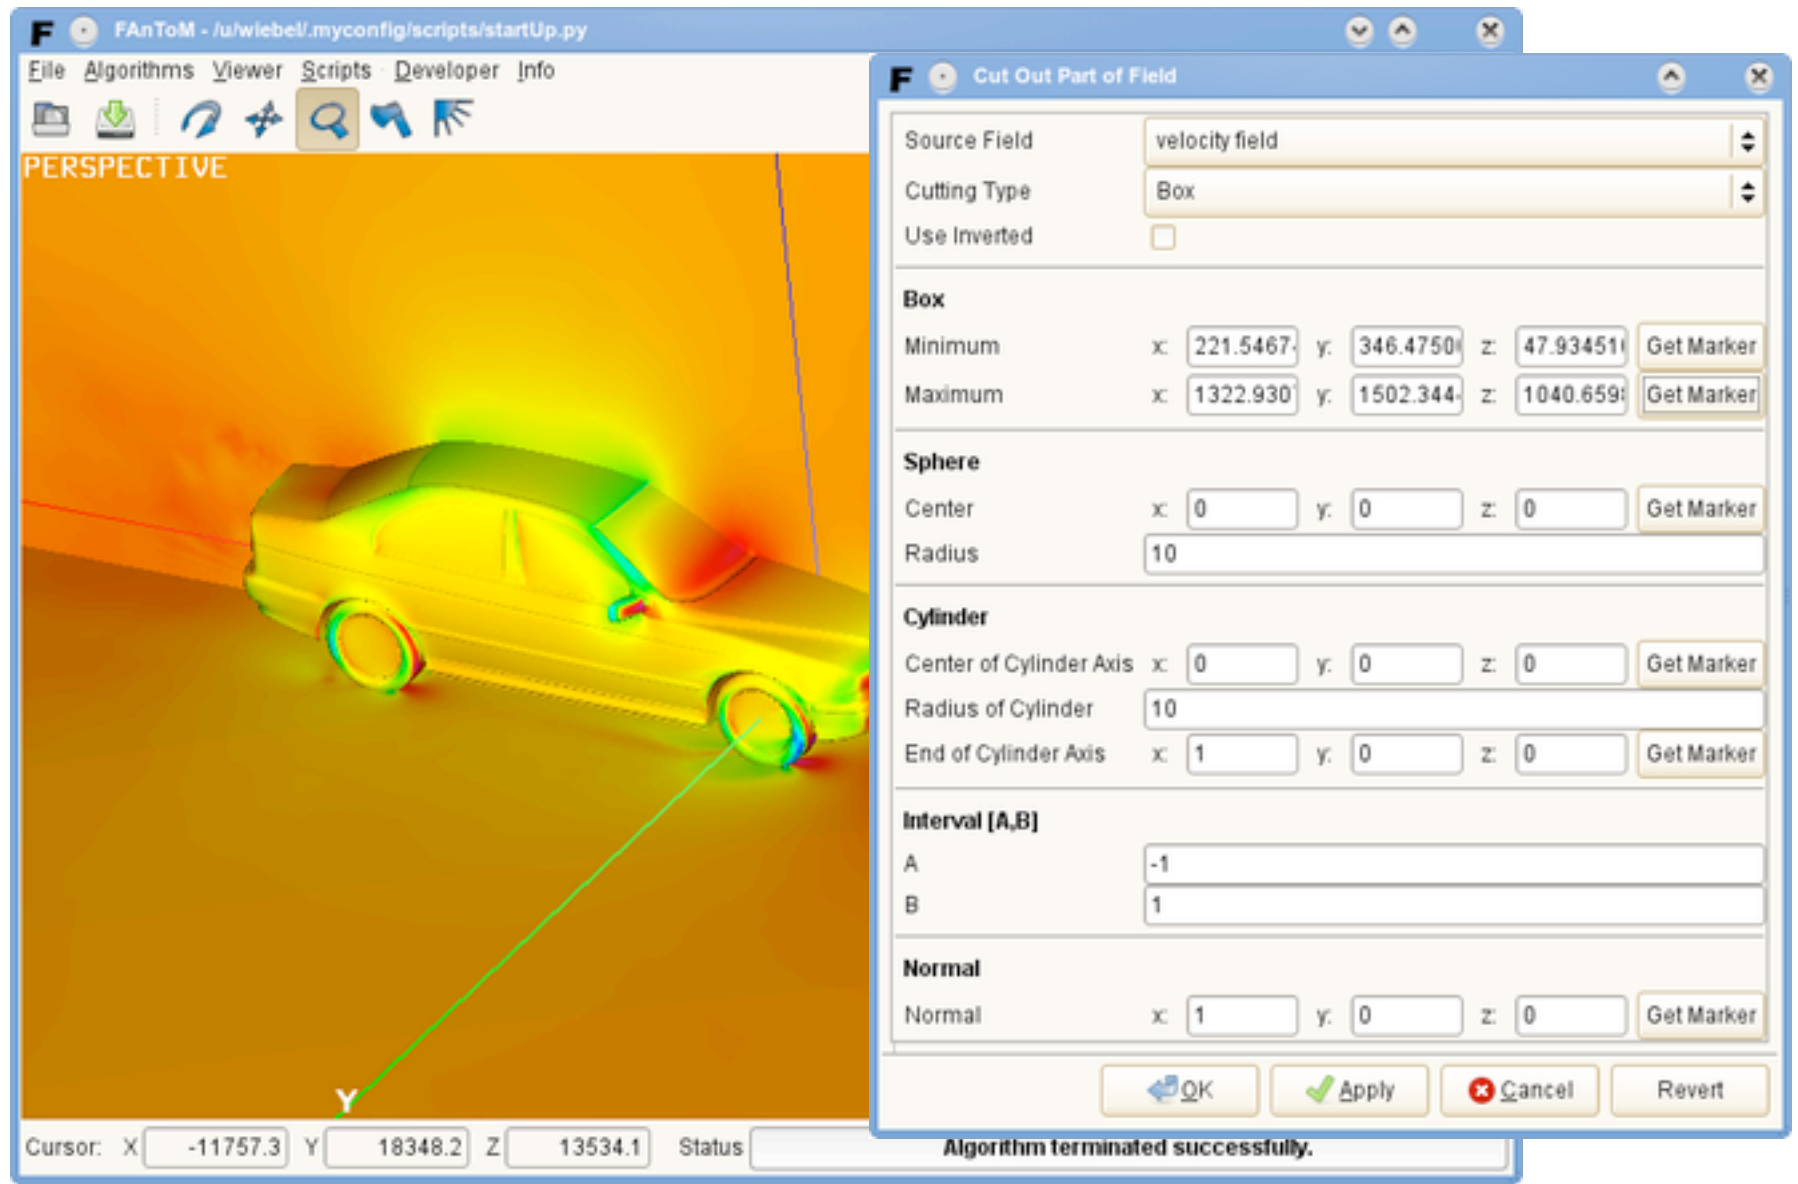 FAnToM - /u/wiebel/.myconfig/scripts/startUp.py
File Algorithms Viewer Scripts Developer Info
PERSPECTIVE
Y
Cursor: X -11757.3 Y 18348.2 Z 13534.1 Status Algorithm terminated successfully.
Cut Out Part of Field
Source Field velocity field
Cutting Type Box
Use Inverted
Box
Minimum x: 221.5467 y: 346.4750 z: 47.93451 Get Marker
Maximum x: 1322.930 y: 1502.344 z: 1040.659 Get Marker
Sphere
Center x: 0 y: 0 z: 0 Get Marker
Radius 10
Cylinder
Center of Cylinder Axis x: 0 y: 0 z: 0 Get Marker
Radius of Cylinder 10
End of Cylinder Axis x: 1 y: 0 z: 0 Get Marker
Interval [A,B]
A -1
B 1
Normal
Normal x: 1 y: 0 z: 0 Get Marker
OK Apply Cancel Revert